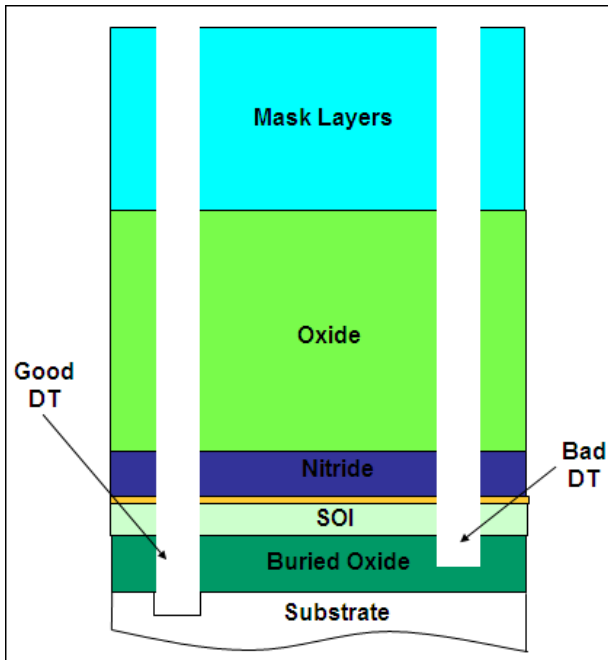 Mask Layers
Oxide
Good
DT
Nitride
Bad
DT
SOI
Buried Oxide
Substrate